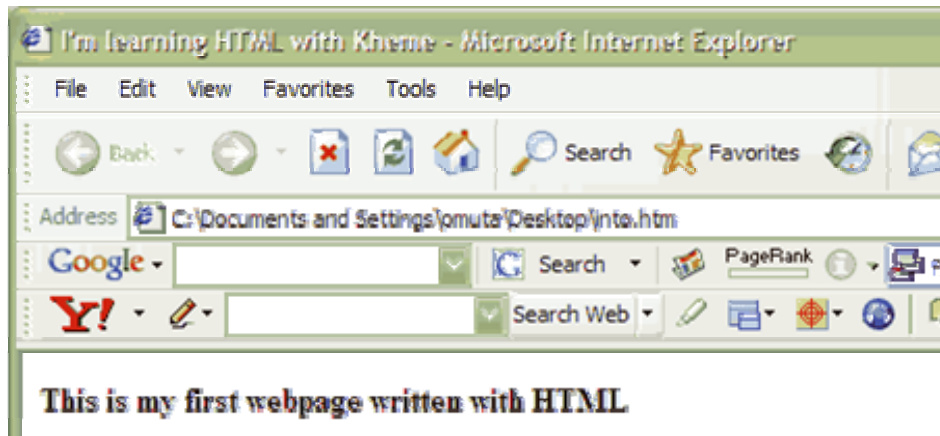 I'm learning HTML with Kheme - Microsoft Internet Explorer
File Edit View Favorites Tools Help
Back Search Favorites
Address C:\Documents and Settings\omuta\Desktop\into.htm
Google Search PageRank
Y! Search Web
This is my first webpage written with HTML